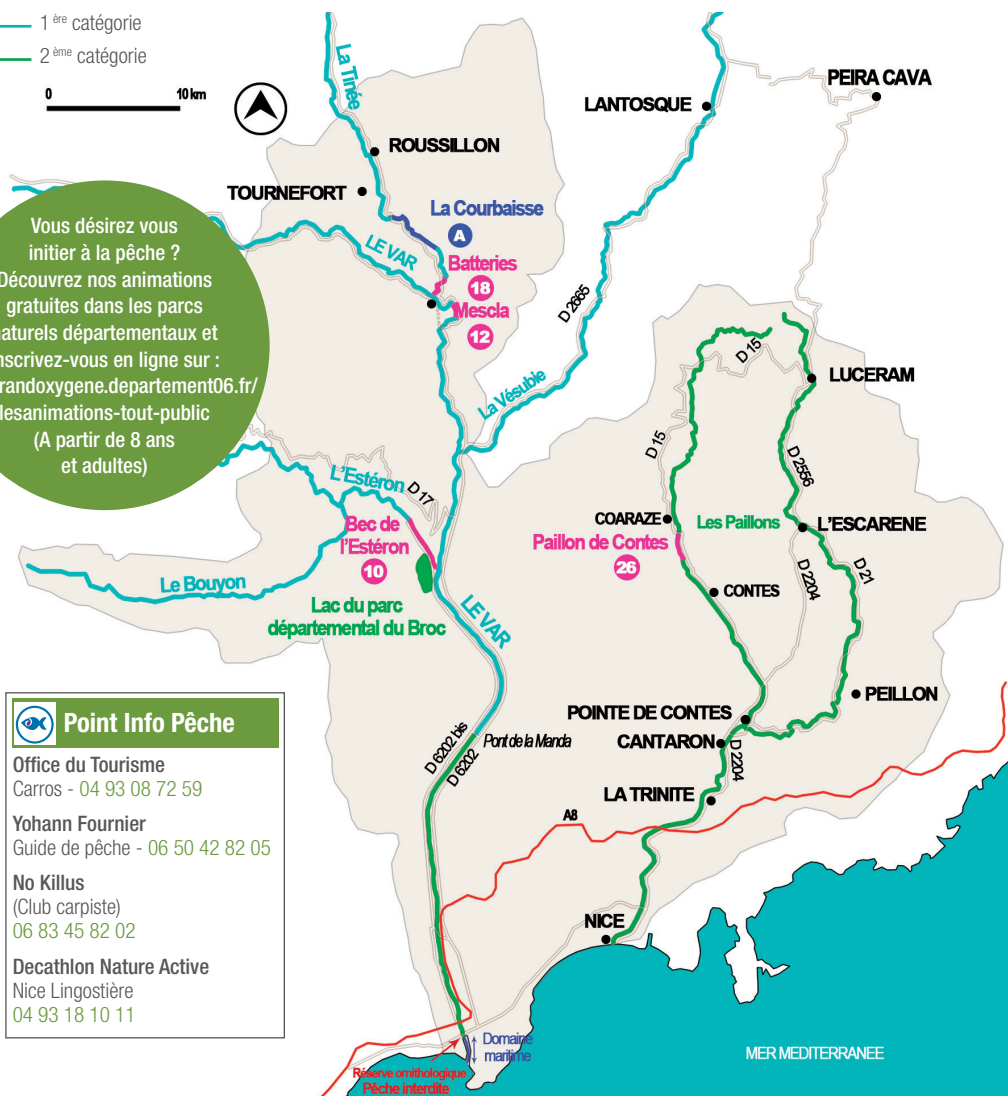 1 ère catégorie
2 ème catégorie
0 10 km
La Tinée
PEIRA CAVA
LANTOSQUE
ROUSSILLON
TOURNEFORT
La Courbaisse
A
LE VAR
Batteries
18
Mescla
12
D 2665
La Vésubie
Vous désirez vous
initier à la pêche ?
Découvrez nos animations
gratuites dans les parcs
naturels départementaux et
inscrivez-vous en ligne sur :
randoxygene.departement06.fr/
lesanimations-tout-public
(A partir de 8 ans
et adultes)
D 15
LUCERAM
D 15
D 2556
L'Estéron
D 17
Bec de
l'Estéron
10
COARAZE
Les Paillons
L'ESCARENE
Paillon de Contes
26
D 2204
D 21
CONTES
Le Bouyon
Lac du parc
départemental du Broc
LE VAR
PEILLON
POINTE DE CONTES
CANTARON
D 2204
D 6202 bis
D 6202
Pont de la Manda
LA TRINITE
A8
NICE
Point Info Pêche
Office du Tourisme
Carros - 04 93 08 72 59
Yohann Fournier
Guide de pêche - 06 50 42 82 05
No Killus
(Club carpiste)
06 83 45 82 02
Decathlon Nature Active
Nice Lingostière
04 93 18 10 11
Domaine
maritime
Réserve ornithologique
Pêche interdite
MER MEDITERRANEE